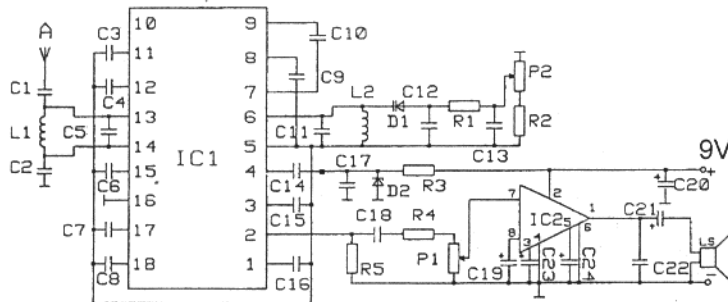 A
C3
10
9
C10
11
8
C1
C4
12
7
C9
L2
C12
P2
L1
C5
13
6
C11
D1
R1
R2
C2
14
IC1
5
C13
9V
C6
15
4
C14
C17
D2
R3
+
C20
16
3
C15
C18
R4
7
2
1
C21
C7
17
2
IC2
5
6
8
3
4
LS
C8
18
1
C16
R5
P1
C19
C23
C24
C22